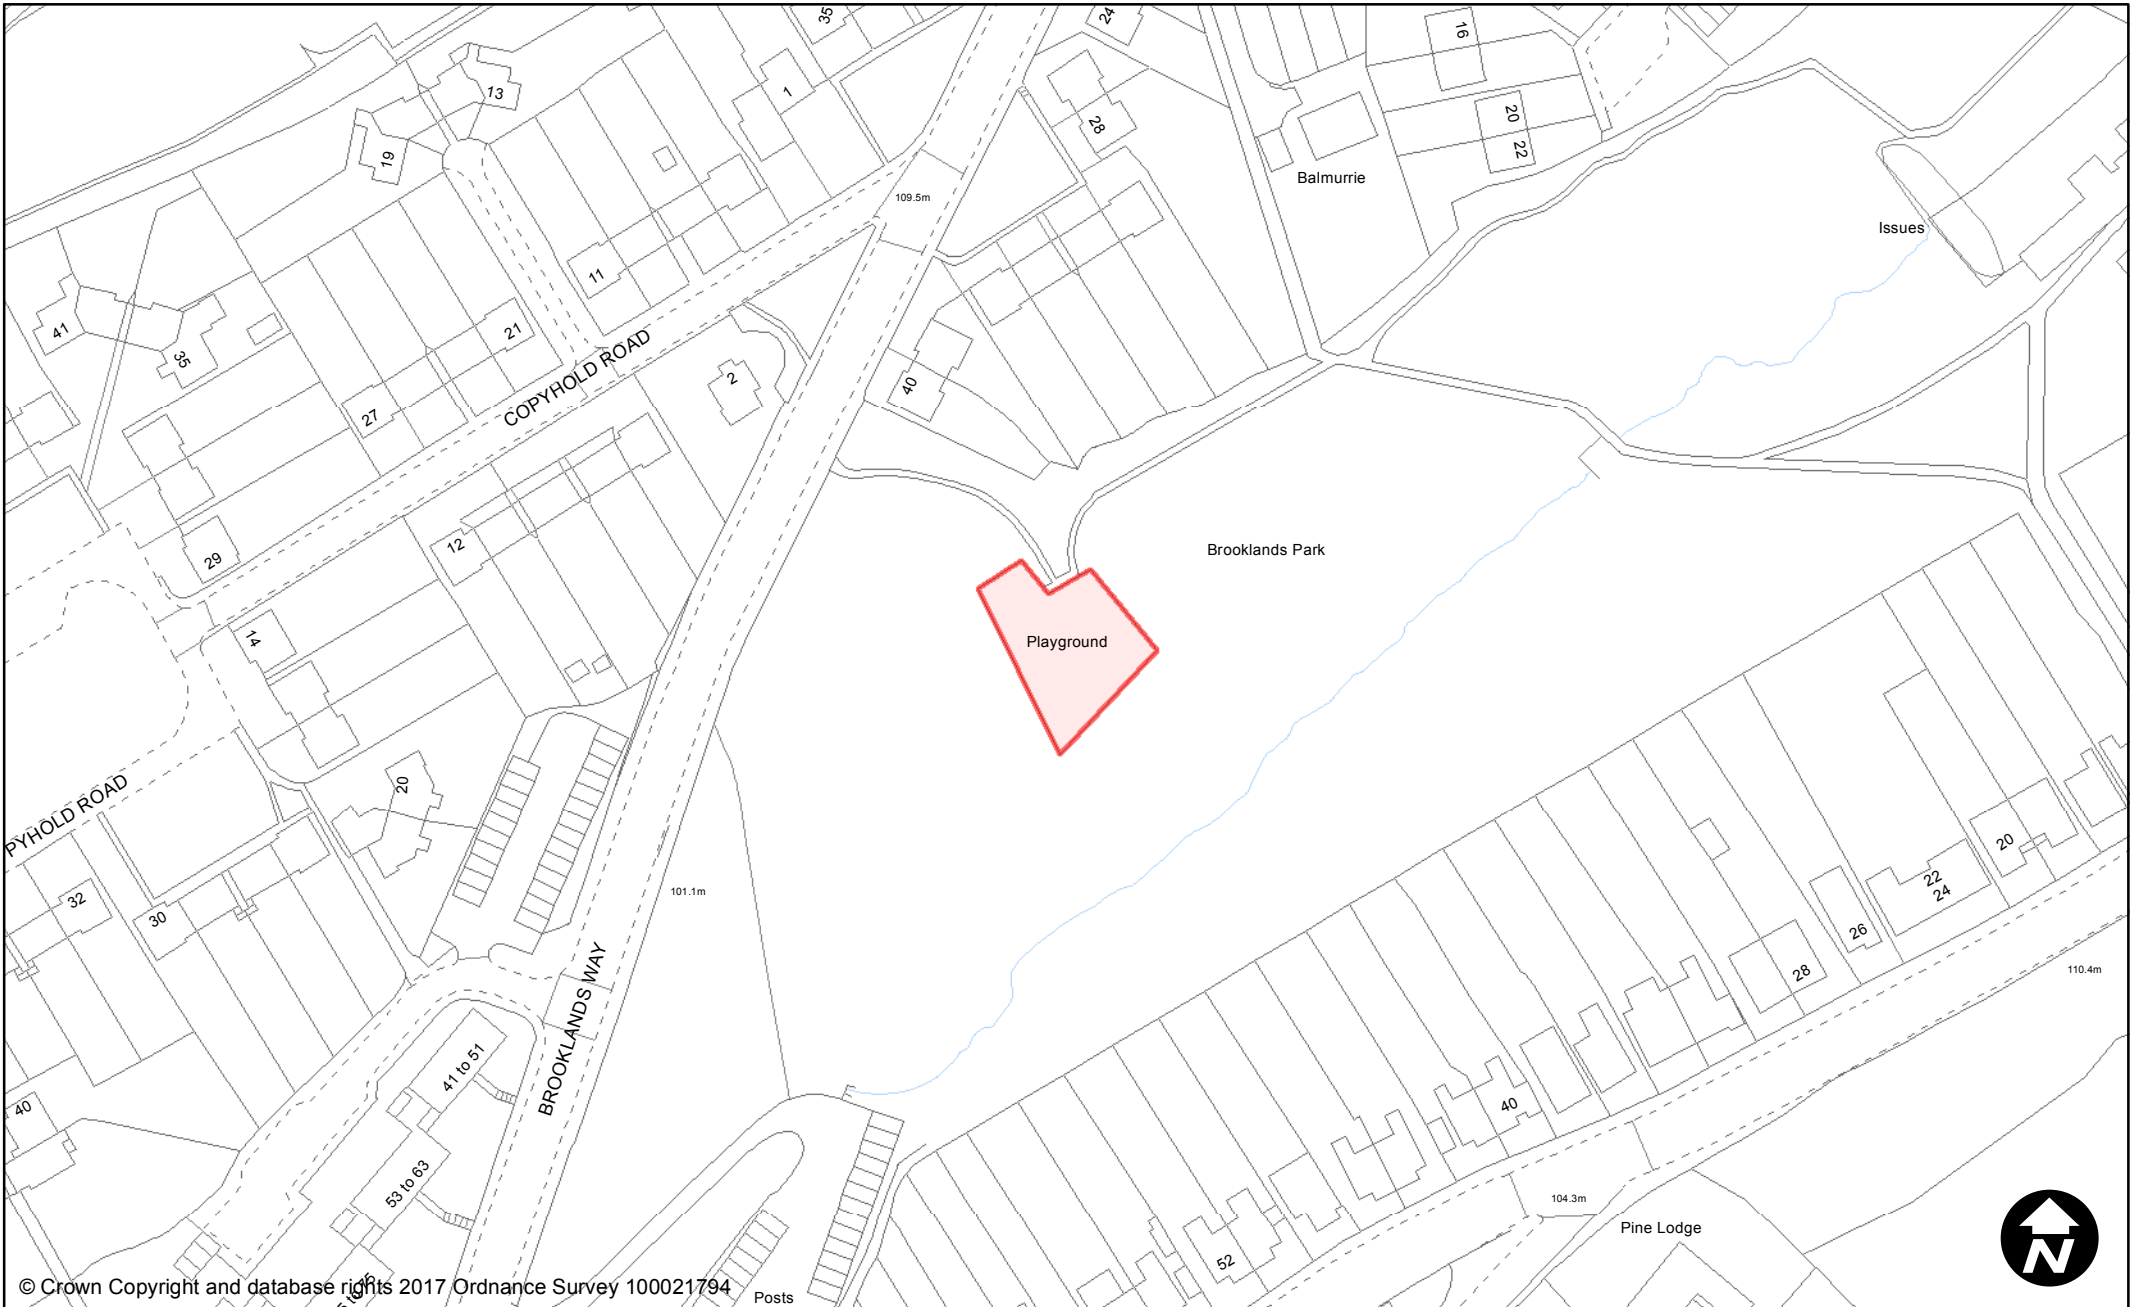 35
24
16
13
1
28
20
22
19
Balmurrie
109.5m
Issues
11
41
21
35
2
40
27
COPYHOLD ROAD
12
Brooklands Park
29
14
Playground
20
PYHOLD ROAD
20
22
24
32
30
101.1m
26
28
110.4m
BROOKLANDS WAY
41 to 51
40
40
53 to 63
104.3m
Pine Lodge
52
N
© Crown Copyright and database rights 2017 Ordnance Survey 100021794
Posts